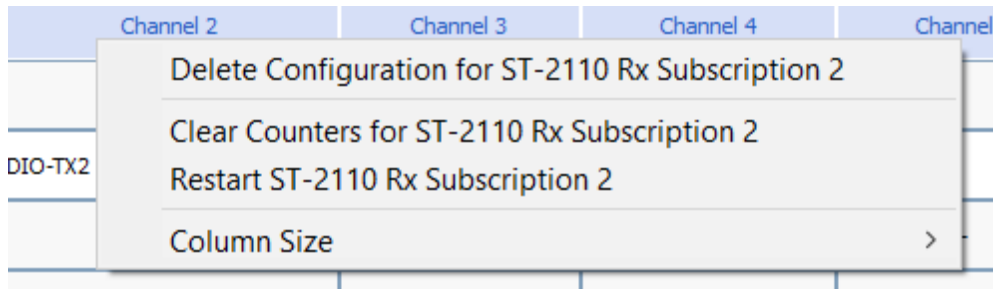 Channel 2 Channel 3 Channel 4 Channel
Delete Configuration for ST-2110 Rx Subscription 2
Clear Counters for ST-2110 Rx Subscription 2
DIO-TX2
Restart ST-2110 Rx Subscription 2
Column Size